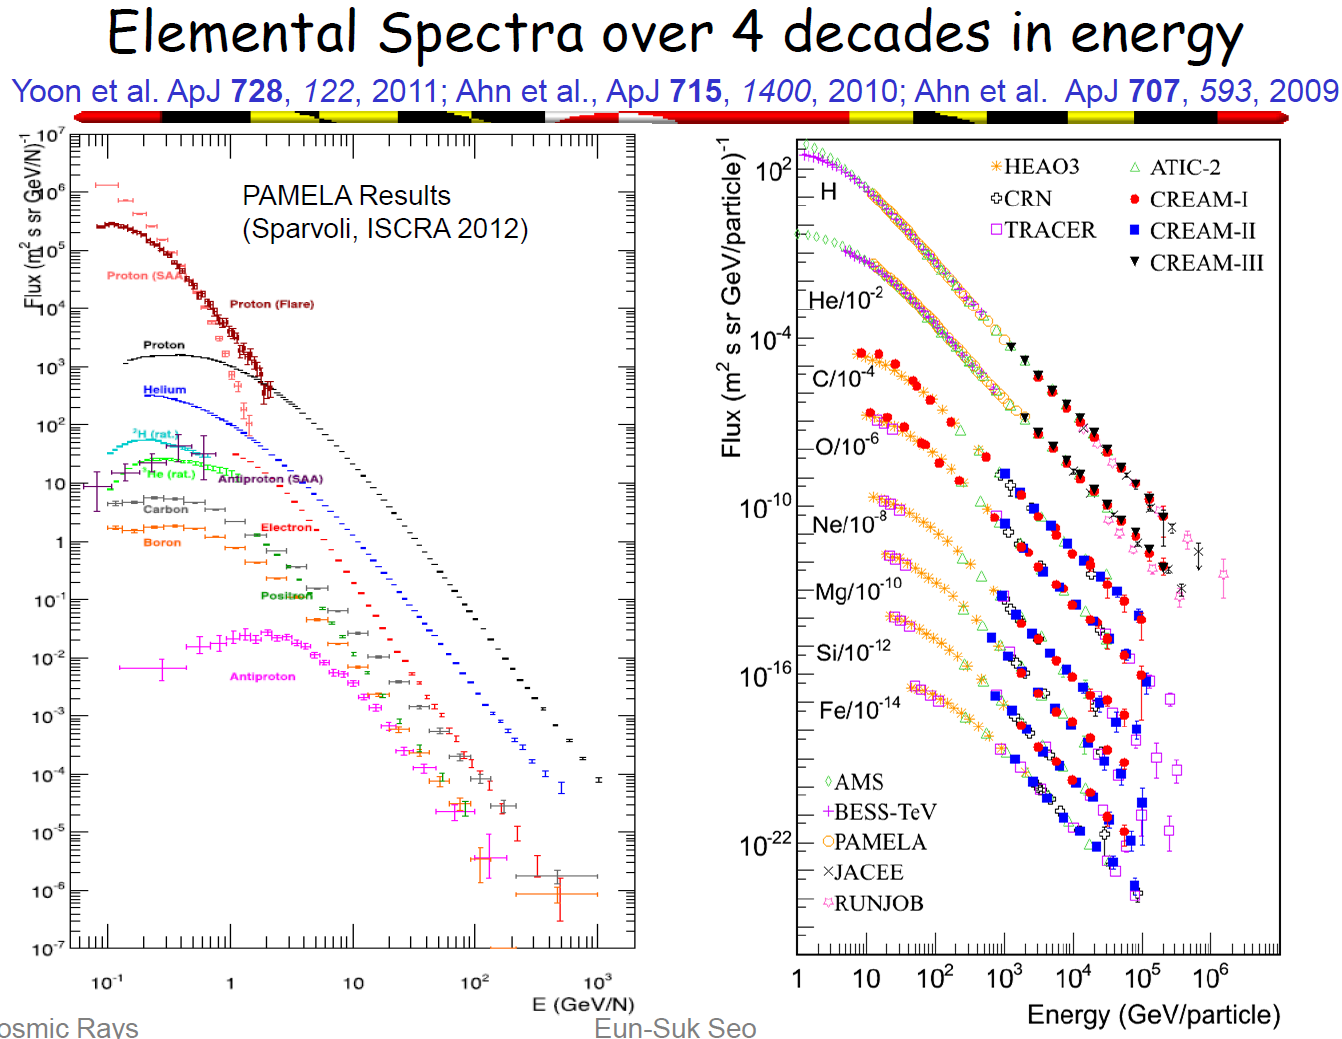 Elemental Spectra over 4 decades in energy
Yoon et al. ApJ 728, 122, 2011; Ahn et al., ApJ 715, 1400, 2010; Ahn et al. ApJ 707, 593, 2009
Flux (m² s sr GeV/N)⁻¹
10⁷
10⁶
10⁵
10⁴
10³
10²
10
1
10⁻¹
10⁻²
10⁻³
10⁻⁴
10⁻⁵
10⁻⁶
10⁻⁷
PAMELA Results
(Sparvoli, ISCRA 2012)
Proton (SAA)
Proton (Flare)
Proton
Helium
²H (rat.)
³He (rat.)
Antiproton (SAA)
Carbon
Electron
Boron
Positron
Antiproton
10⁻¹ 1 10 10² 10³
E (GeV/N)
Flux (m² s sr GeV/particle)⁻¹
10²
10⁻⁴
10⁻¹⁰
10⁻¹⁶
10⁻²²
HEAO3
CRN
TRACER
ATIC-2
CREAM-I
CREAM-II
CREAM-III
H
He/10⁻²
C/10⁻⁴
O/10⁻⁶
Ne/10⁻⁸
Mg/10⁻¹⁰
Si/10⁻¹²
Fe/10⁻¹⁴
AMS
BESS-TeV
PAMELA
JACEE
RUNJOB
1 10 10² 10³ 10⁴ 10⁵ 10⁶
Energy (GeV/particle)
osmic Rays
Eun-Suk Seo